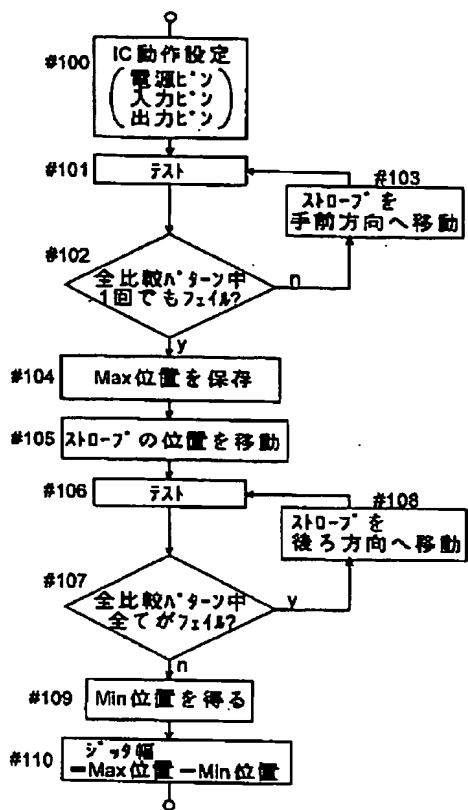 #100
IC動作設定
電源ピン
入力ピン
出力ピン
#101
テスト
#103
ストローブを
手前方向へ移動
#102
全比較パターン中
1回でもフェイル?
n
y
#104
Max位置を保存
#105
ストローブの位置を移動
#106
テスト
#108
ストローブを
後ろ方向へ移動
#107
全比較パターン中
全てがフェイル?
y
n
#109
Min位置を得る
#110
ジッタ幅
=Max位置-Min位置